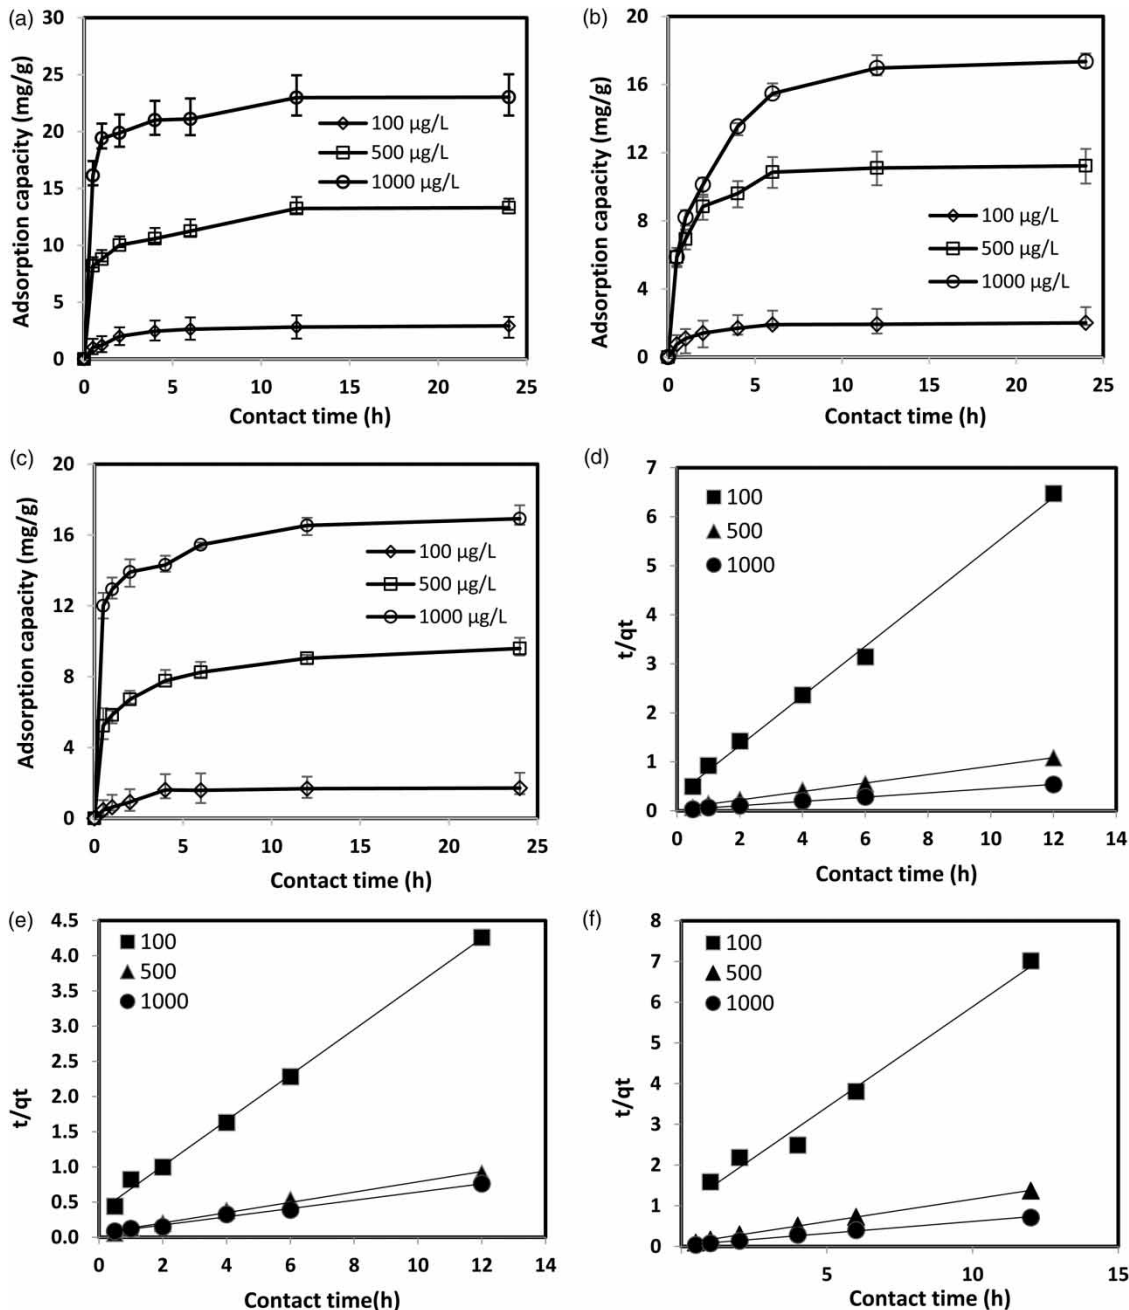 (a)
30
25
20
15
10
5
0
Adsorption capacity (mg/g)
100 µg/L
500 µg/L
1000 µg/L
0 5 10 15 20 25
Contact time (h)
(b)
20
16
12
8
4
0
Adsorption capacity (mg/g)
100 µg/L
500 µg/L
1000 µg/L
0 5 10 15 20 25
Contact time (h)
(c)
20
16
12
8
4
0
Adsorption capacity (mg/g)
100 µg/L
500 µg/L
1000 µg/L
0 5 10 15 20 25
Contact time (h)
(d)
7
6
5
4
3
2
1
0
t/qt
100
500
1000
2 4 6 8 10 12 14
Contact time (h)
(e)
4.5
4.0
3.5
3.0
2.5
2.0
1.5
1.0
0.5
0.0
t/qt
100
500
1000
0 2 4 6 8 10 12 14
Contact time(h)
(f)
8
7
6
5
4
3
2
1
0
t/qt
100
500
1000
5 10 15
Contact time (h)